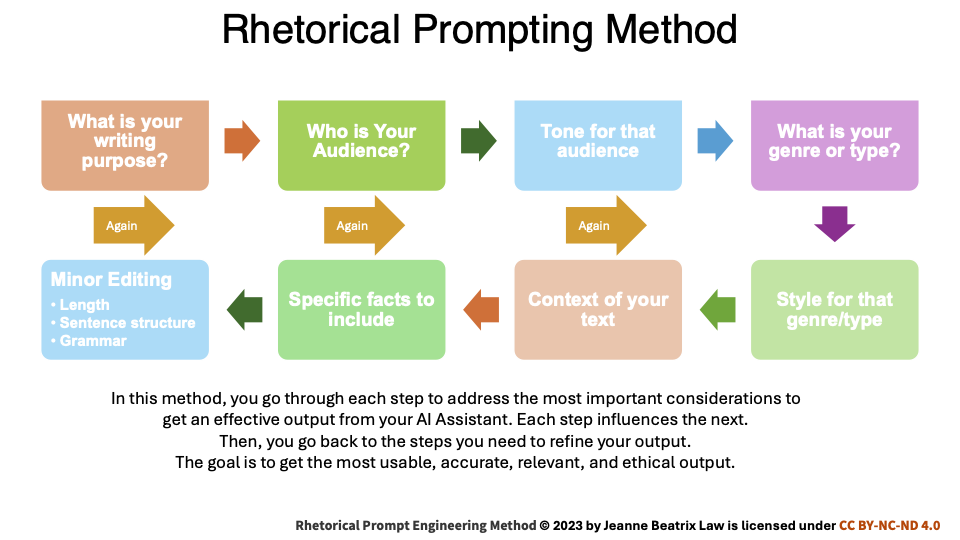 Rhetorical Prompting Method
What is your
writing
purpose?
Who is Your
Audience?
Tone for that
audience
What is your
genre or type?
Again
Again
Again
Minor Editing
• Length
• Sentence structure
• Grammar
Specific facts to
include
Context of your
text
Style for that
genre/type
In this method, you go through each step to address the most important considerations to
get an effective output from your AI Assistant. Each step influences the next.
Then, you go back to the steps you need to refine your output.
The goal is to get the most usable, accurate, relevant, and ethical output.
Rhetorical Prompt Engineering Method © 2023 by Jeanne Beatrix Law is licensed under CC BY-NC-ND 4.0